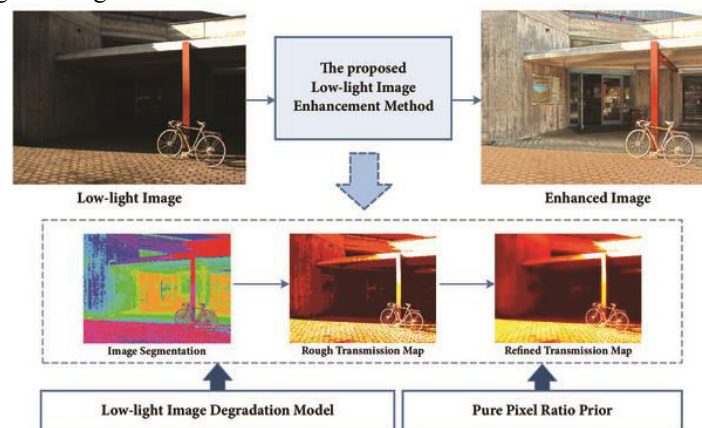 The proposed
Low-light Image
Enhancement Method
Low-light Image
Enhanced Image
Image Segmentation
Rough Transmission Map
Refined Transmission Map
Low-light Image Degradation Model
Pure Pixel Ratio Prior